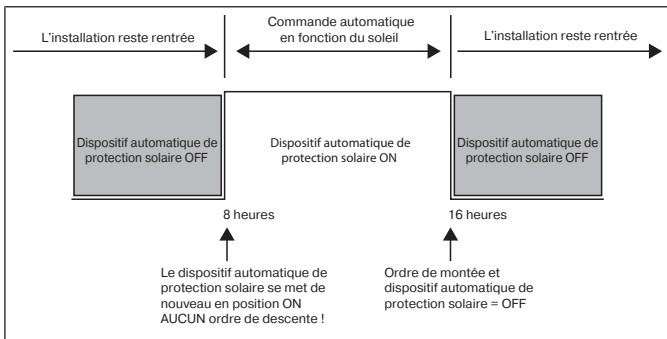 L'installation reste rentrée
Commande automatique
en fonction du soleil
L'installation reste rentrée
Dispositif automatique de
protection solaire OFF
Dispositif automatique de
protection solaire ON
Dispositif automatique de
protection solaire OFF
8 heures
16 heures
Le dispositif automatique de
protection solaire se met de
nouveau en position ON
AUCUN ordre de descente !
Ordre de montée et
dispositif automatique de
protection solaire = OFF